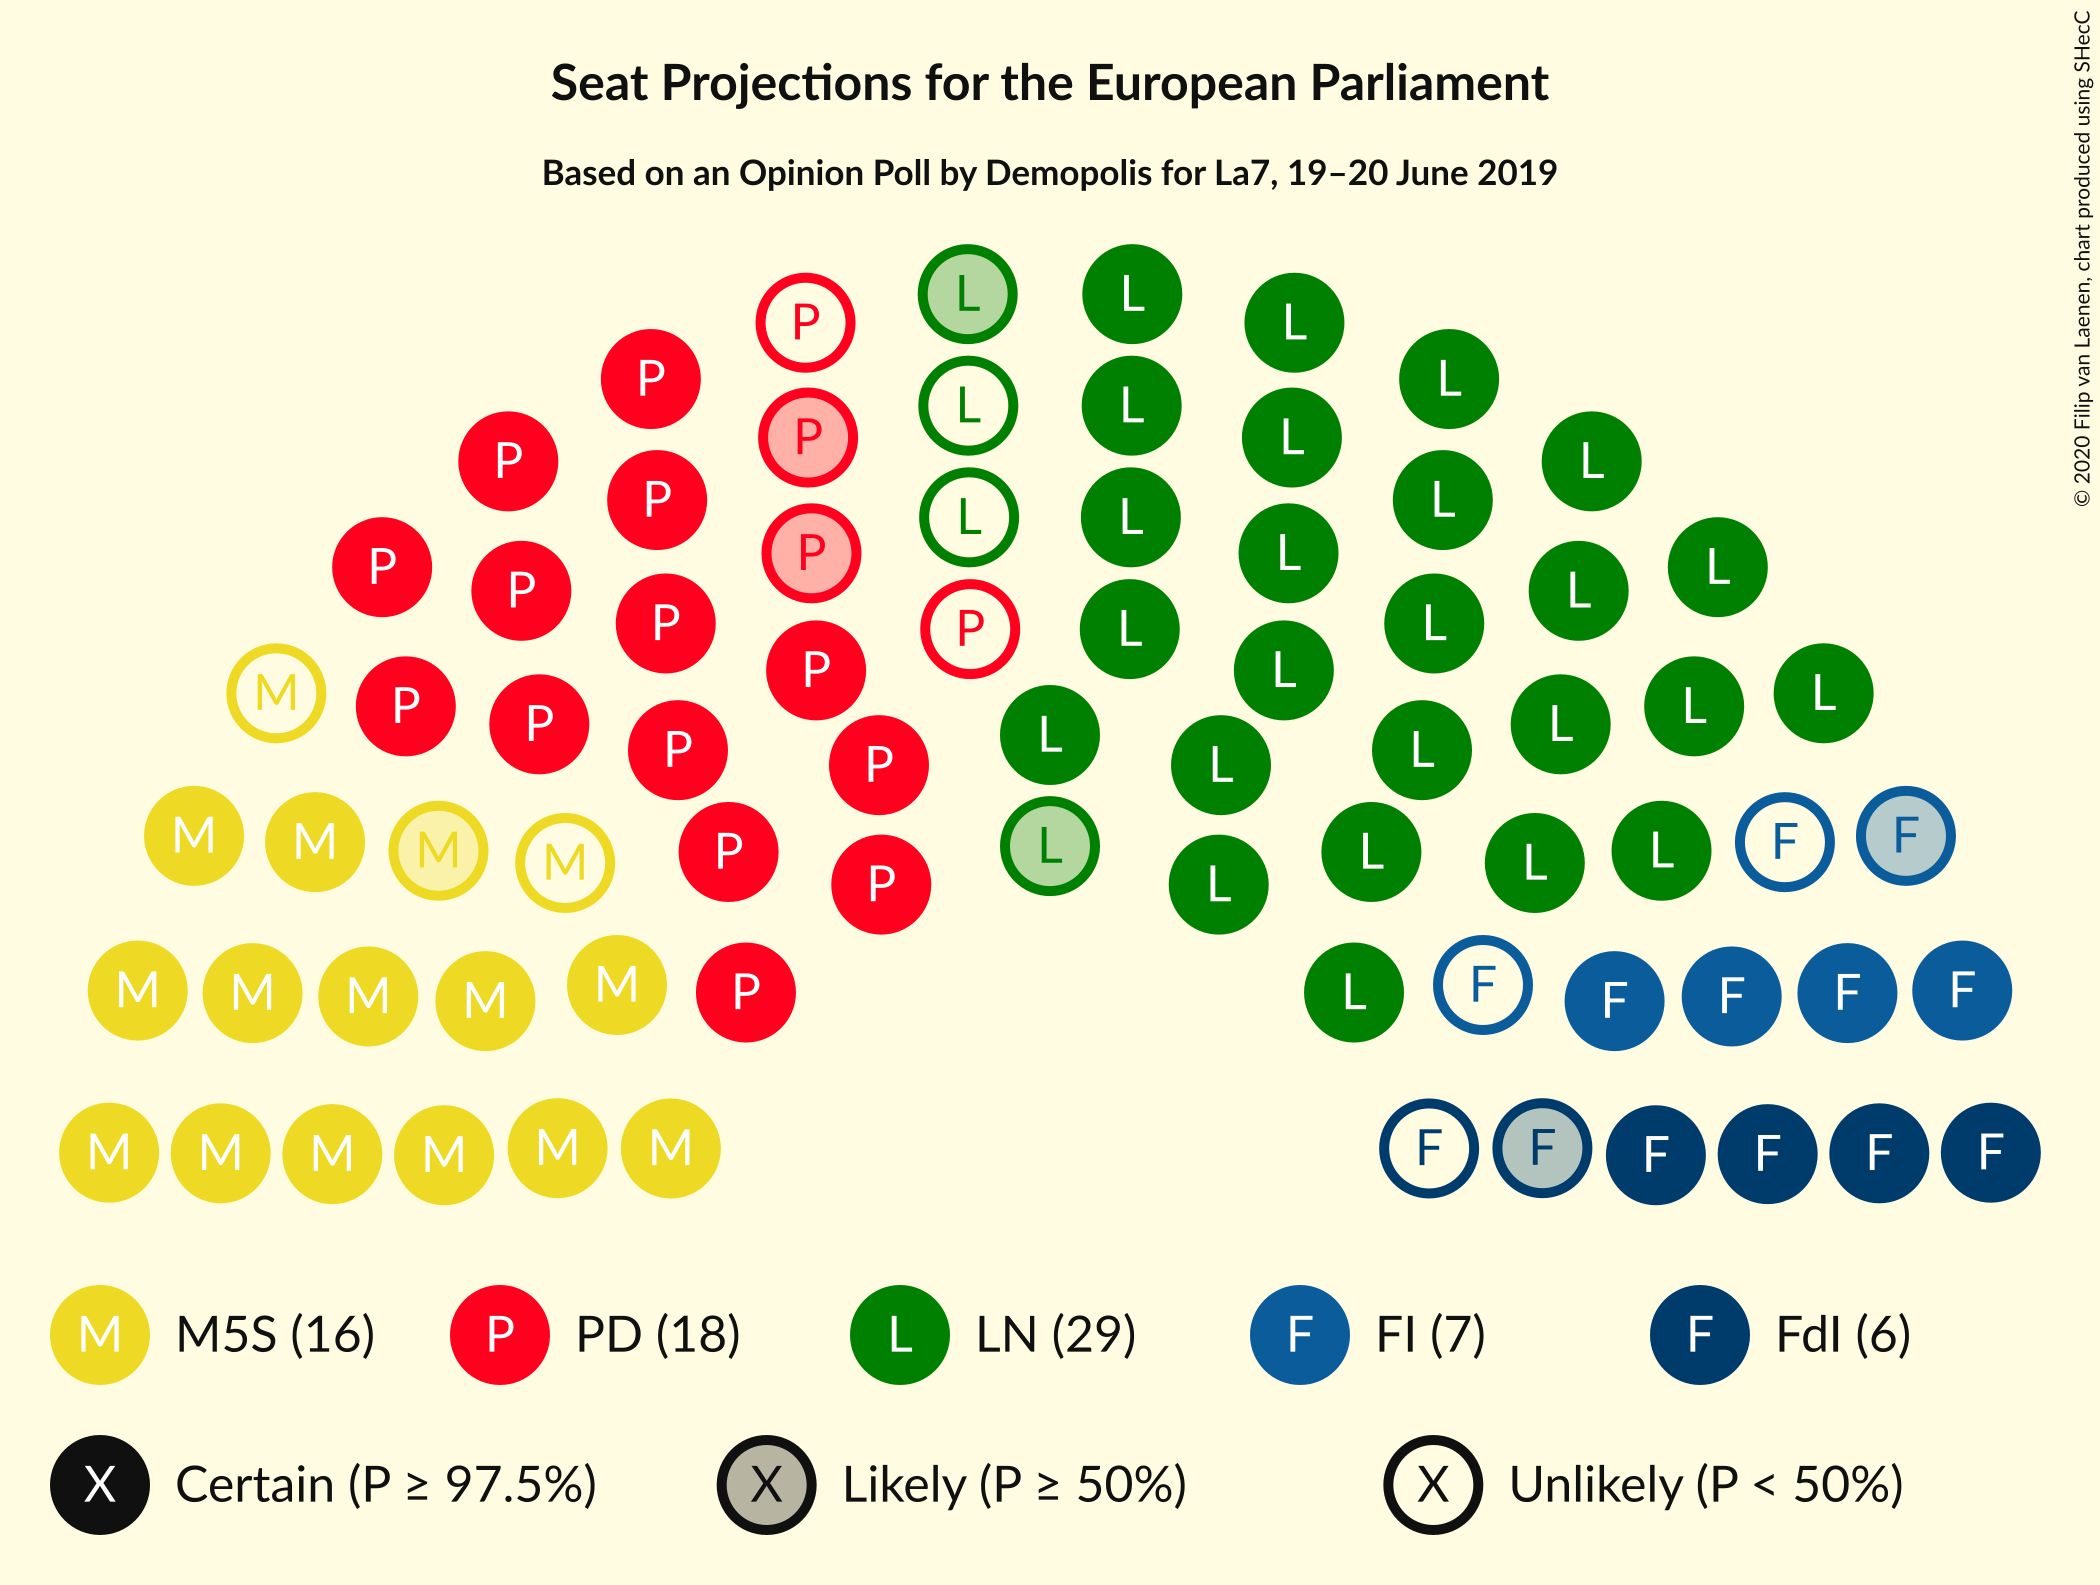 Seat Projections for the European Parliament
Based on an Opinion Poll by Demopolis for La7, 19–20 June 2019
© 2020 Filip van Laenen, chart produced using SHecC
L L
P L
P L
L L
P L
P L
P L
P L
L L
P L
P L
P L
P L
P L
P L
M L
P L
P L
P L
L
P L
M M M M P P L L L L L F F
M M M M M P L F F F F F
M M M M M M F F F F F F
M M5S (16) P PD (18) L LN (29) F FI (7) F FdI (6)
X Certain (P ≥ 97.5%) X Likely (P ≥ 50%) X Unlikely (P < 50%)